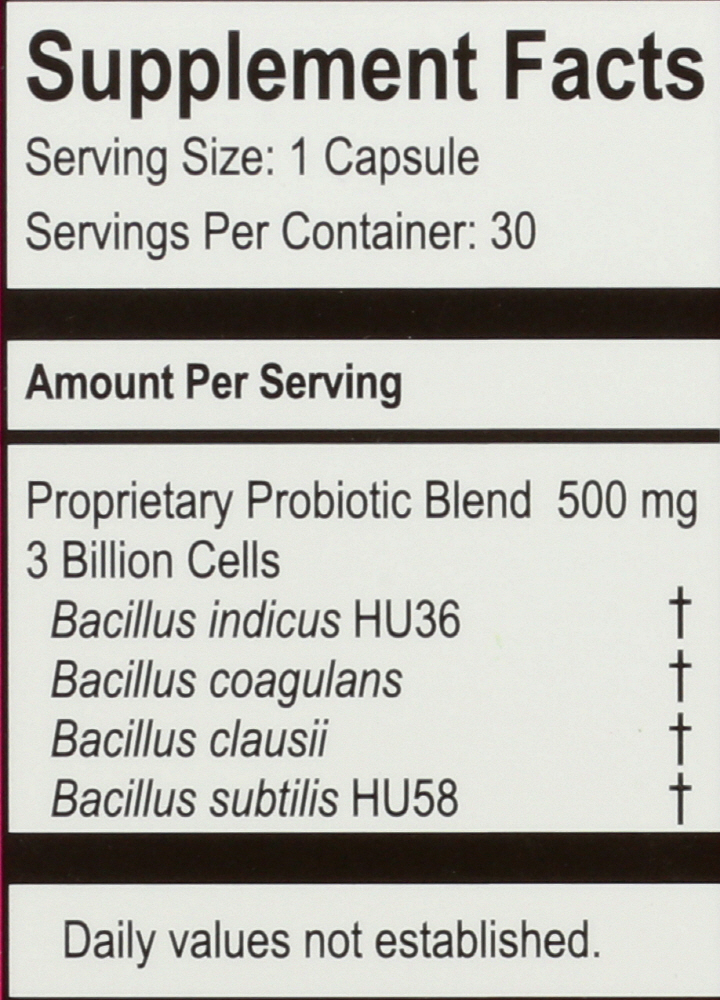 Supplement Facts
Serving Size: 1 Capsule
Servings Per Container: 30
Amount Per Serving
Proprietary Probiotic Blend 500 mg
3 Billion Cells
Bacillus indicus HU36 †
Bacillus coagulans †
Bacillus clausii †
Bacillus subtilis HU58 †
Daily values not established.